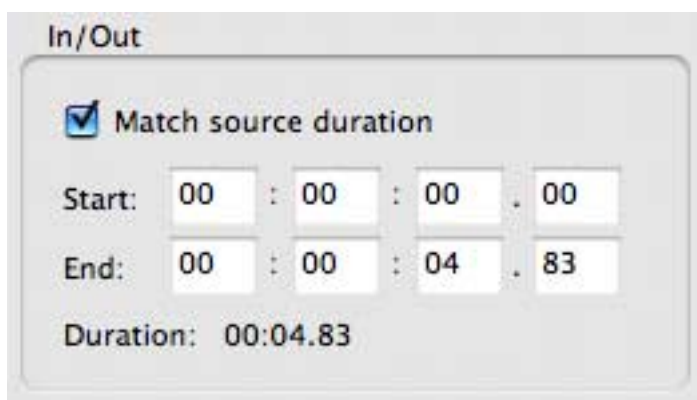 In/Out
Match source duration
Start: 00 : 00 : 00 . 00
End: 00 : 00 : 04 . 83
Duration: 00:04.83